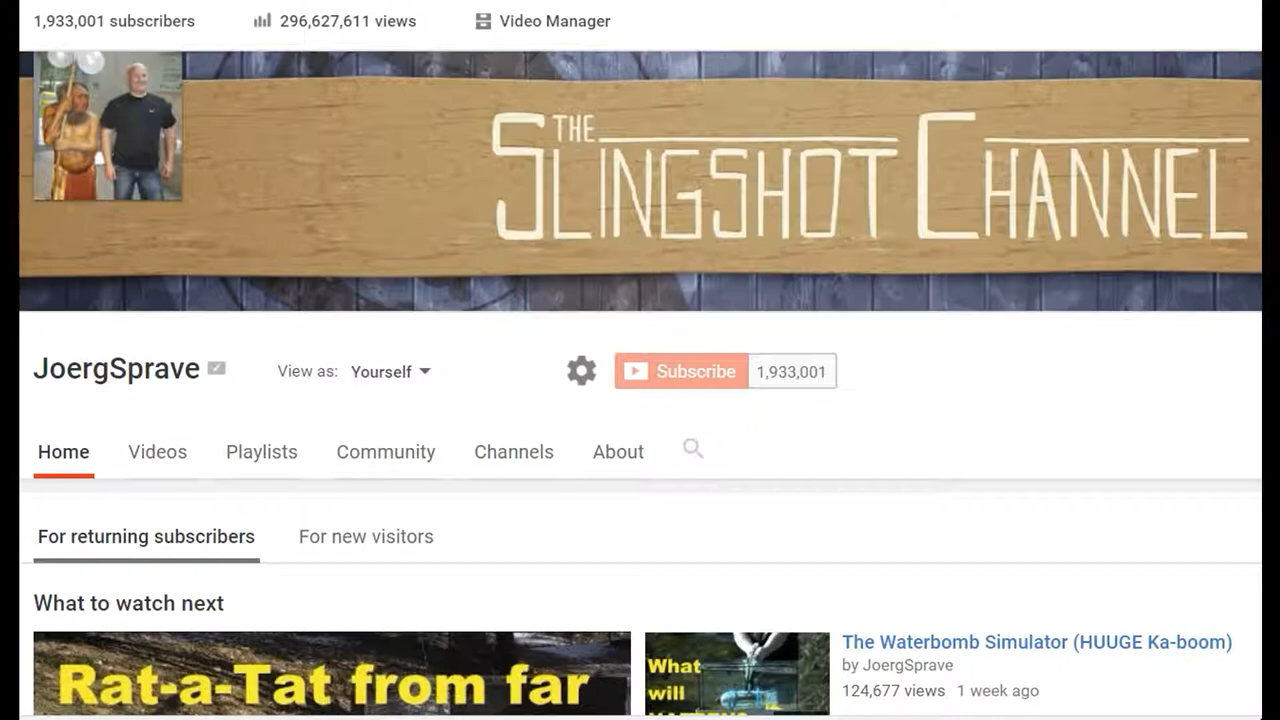 1,933,001 subscribers 296,627,611 views Video Manager
THE
SLINGSHOT CHANNEL
JoergSprave View as: Yourself Subscribe 1,933,001
Home Videos Playlists Community Channels About
For returning subscribers For new visitors
What to watch next
Rat-a-Tat from far
What
will
The Waterbomb Simulator (HUUGE Ka-boom)
by JoergSprave
124,677 views 1 week ago